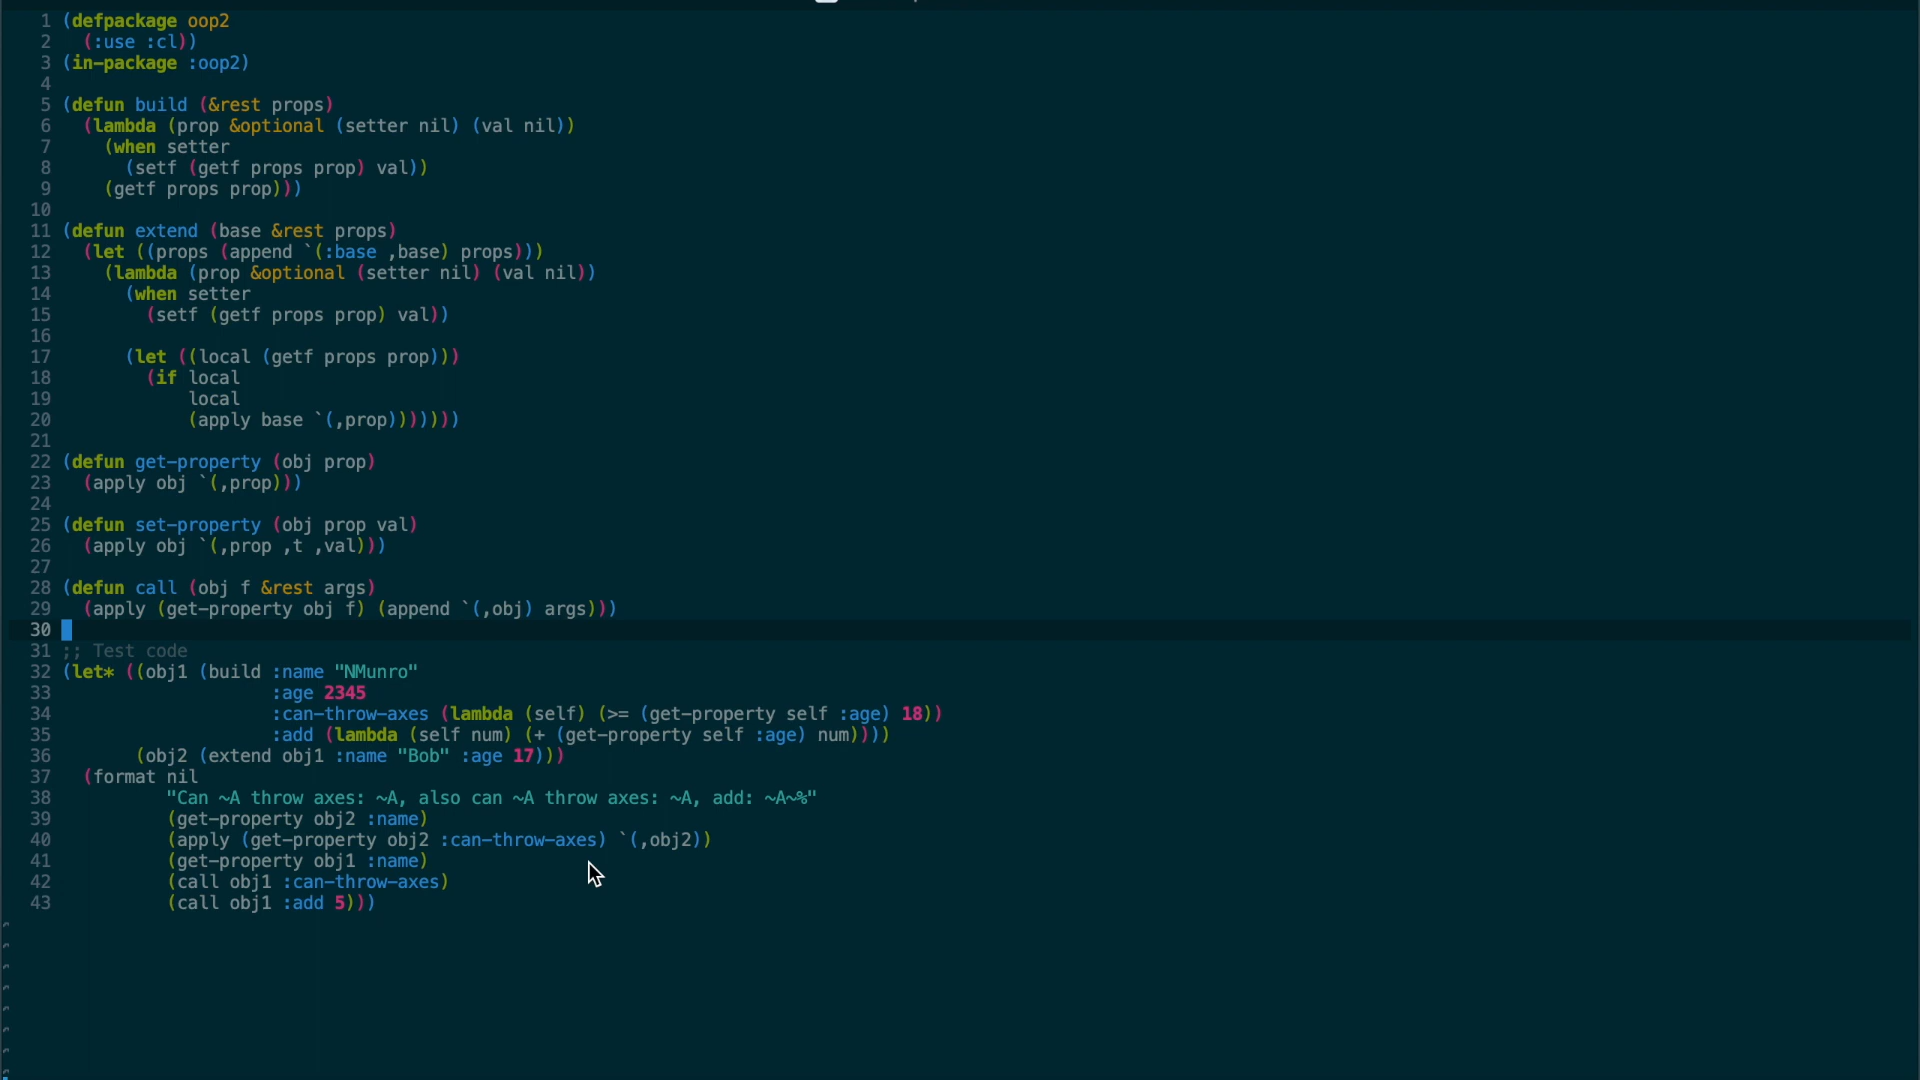 1 (defpackage oop2
2   (:use :cl))
3 (in-package :oop2)
4
5 (defun build (&rest props)
6   (lambda (prop &optional (setter nil) (val nil))
7     (when setter
8       (setf (getf props prop) val))
9     (getf props prop)))
10
11 (defun extend (base &rest props)
12   (let ((props (append `(:base ,base) props)))
13     (lambda (prop &optional (setter nil) (val nil))
14       (when setter
15         (setf (getf props prop) val))
16
17       (let ((local (getf props prop)))
18         (if local
19             local
20             (apply base `(,prop)))))))
21
22 (defun get-property (obj prop)
23   (apply obj `(,prop)))
24
25 (defun set-property (obj prop val)
26   (apply obj `(,prop ,t ,val)))
27
28 (defun call (obj f &rest args)
29   (apply (get-property obj f) (append `(,obj) args)))
30
31 ;; Test code
32 (let* ((obj1 (build :name "NMunro"
33                     :age 2345
34                     :can-throw-axes (lambda (self) (>= (get-property self :age) 18))
35                     :add (lambda (self num) (+ (get-property self :age) num))))
36        (obj2 (extend obj1 :name "Bob" :age 17)))
37   (format nil
38           "Can ~A throw axes: ~A, also can ~A throw axes: ~A, add: ~A~%"
39           (get-property obj2 :name)
40           (apply (get-property obj2 :can-throw-axes) `(,obj2))
41           (get-property obj1 :name)
42           (call obj1 :can-throw-axes)
43           (call obj1 :add 5)))